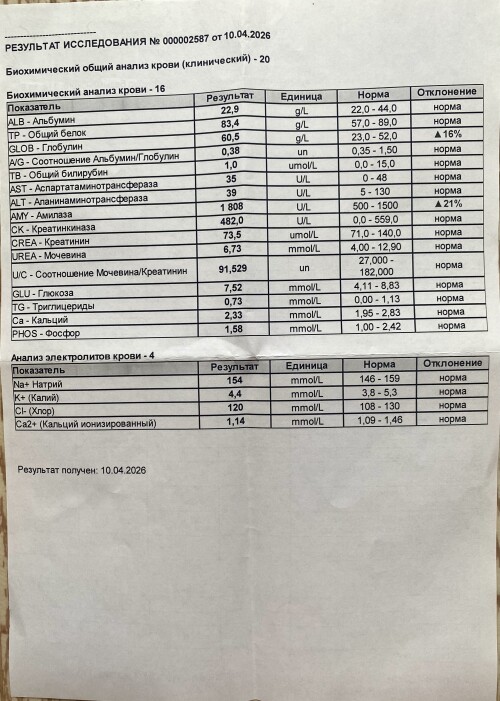 РЕЗУЛЬТАТ ИССЛЕДОВАНИЯ № 000002587 от 10.04.2026
Биохимический общий анализ крови (клинический) - 20
Биохимический анализ крови - 16
Показатель Результат Единица Норма Отклонение
ALB - Альбумин 22,9 g/L 22,0 - 44,0 норма
TP - Общий белок 83,4 g/L 57,0 - 89,0 норма
GLOB - Глобулин 60,5 g/L 23,0 - 52,0 ▲16%
A/G - Соотношение Альбумин/Глобулин 0,38 un 0,35 - 1,50 норма
TB - Общий билирубин 1,0 umol/L 0,0 - 15,0 норма
AST - Аспартатаминотрансфераза 35 U/L 0 - 48 норма
ALT - Аланинаминотрансфераза 39 U/L 5 - 130 норма
AMY - Амилаза 1 808 U/L 500 - 1500 ▲21%
CK - Креатинкиназа 482,0 U/L 0,0 - 559,0 норма
CREA - Креатинин 73,5 umol/L 71,0 - 140,0 норма
UREA - Мочевина 6,73 mmol/L 4,00 - 12,90 норма
U/C - Соотношение Мочевина/Креатинин 91,529 un 27,000 - 182,000 норма
GLU - Глюкоза 7,52 mmol/L 4,11 - 8,83 норма
TG - Триглицериды 0,73 mmol/L 0,00 - 1,13 норма
Ca - Кальций 2,33 mmol/L 1,95 - 2,83 норма
PHOS - Фосфор 1,58 mmol/L 1,00 - 2,42 норма
Анализ электролитов крови - 4
Показатель Результат Единица Норма Отклонение
Na+ Натрий 154 mmol/L 146 - 159 норма
K+ (Калий) 4,4 mmol/L 3,8 - 5,3 норма
Cl- (Хлор) 120 mmol/L 108 - 130 норма
Ca2+ (Кальций ионизированный) 1,14 mmol/L 1,09 - 1,46 норма
Результат получен: 10.04.2026